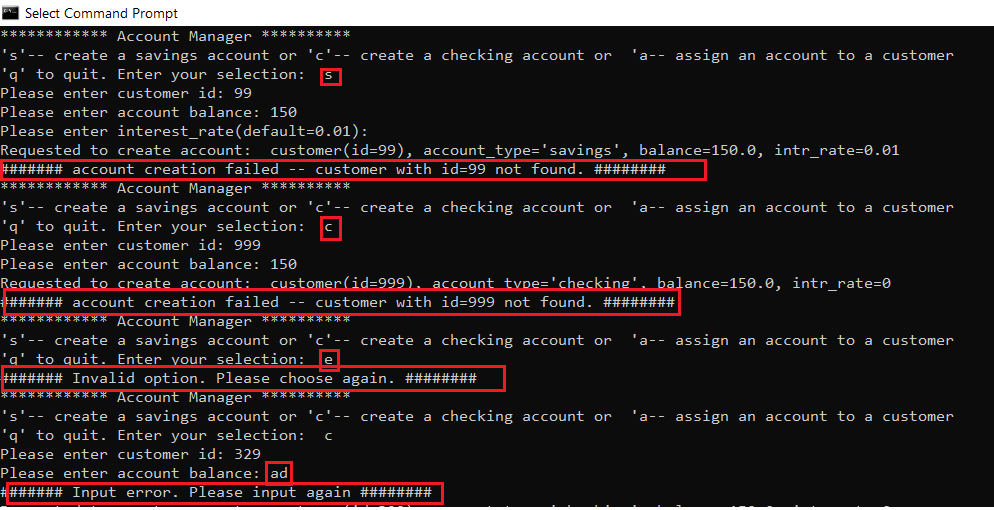 Select Command Prompt
************ Account Manager **********
's'-- create a savings account or 'c'-- create a checking account or  'a-- assign an account to a customer
'q' to quit. Enter your selection:  s
Please enter customer id: 99
Please enter account balance: 150
Please enter interest_rate(default=0.01):
Requested to create account:  customer(id=99), account_type='savings', balance=150.0, intr_rate=0.01
####### account creation failed -- customer with id=99 not found. ########
************ Account Manager **********
's'-- create a savings account or 'c'-- create a checking account or  'a-- assign an account to a customer
'q' to quit. Enter your selection:  c
Please enter customer id: 999
Please enter account balance: 150
Requested to create account:  customer(id=999), account_type='checking', balance=150.0, intr_rate=0
####### account creation failed -- customer with id=999 not found. ########
************ Account Manager **********
's'-- create a savings account or 'c'-- create a checking account or  'a-- assign an account to a customer
'q' to quit. Enter your selection:  e
####### Invalid option. Please choose again. ########
************ Account Manager **********
's'-- create a savings account or 'c'-- create a checking account or  'a-- assign an account to a customer
'q' to quit. Enter your selection:  c
Please enter customer id: 329
Please enter account balance: ad
####### Input error. Please input again ########